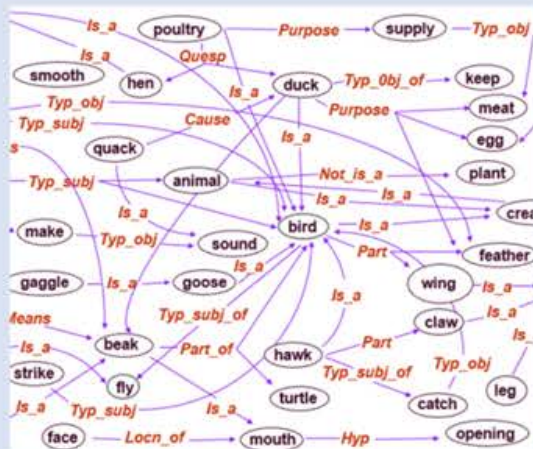 Is_a poultry Purpose supply Typ_obj
Is_a Quesp
smooth hen duck Typ_0bj_of keep
Typ_obj Is_a Purpose meat
Typ_subj Cause Is_a egg
quack
Typ_subj animal Not_is_a plant
Is_a Is_a
Is_a bird Is_a crea
make Typ_obj sound Part feather
gaggle Is_a goose Is_a wing Is_a
Means Typ_subj_of Is_a claw
Is_a beak Part_of hawk Part Is_
strike fly Typ_subj_of Typ_obj leg
Is_a Typ_subj Is_a turtle catch
face Locn_of mouth Hyp opening